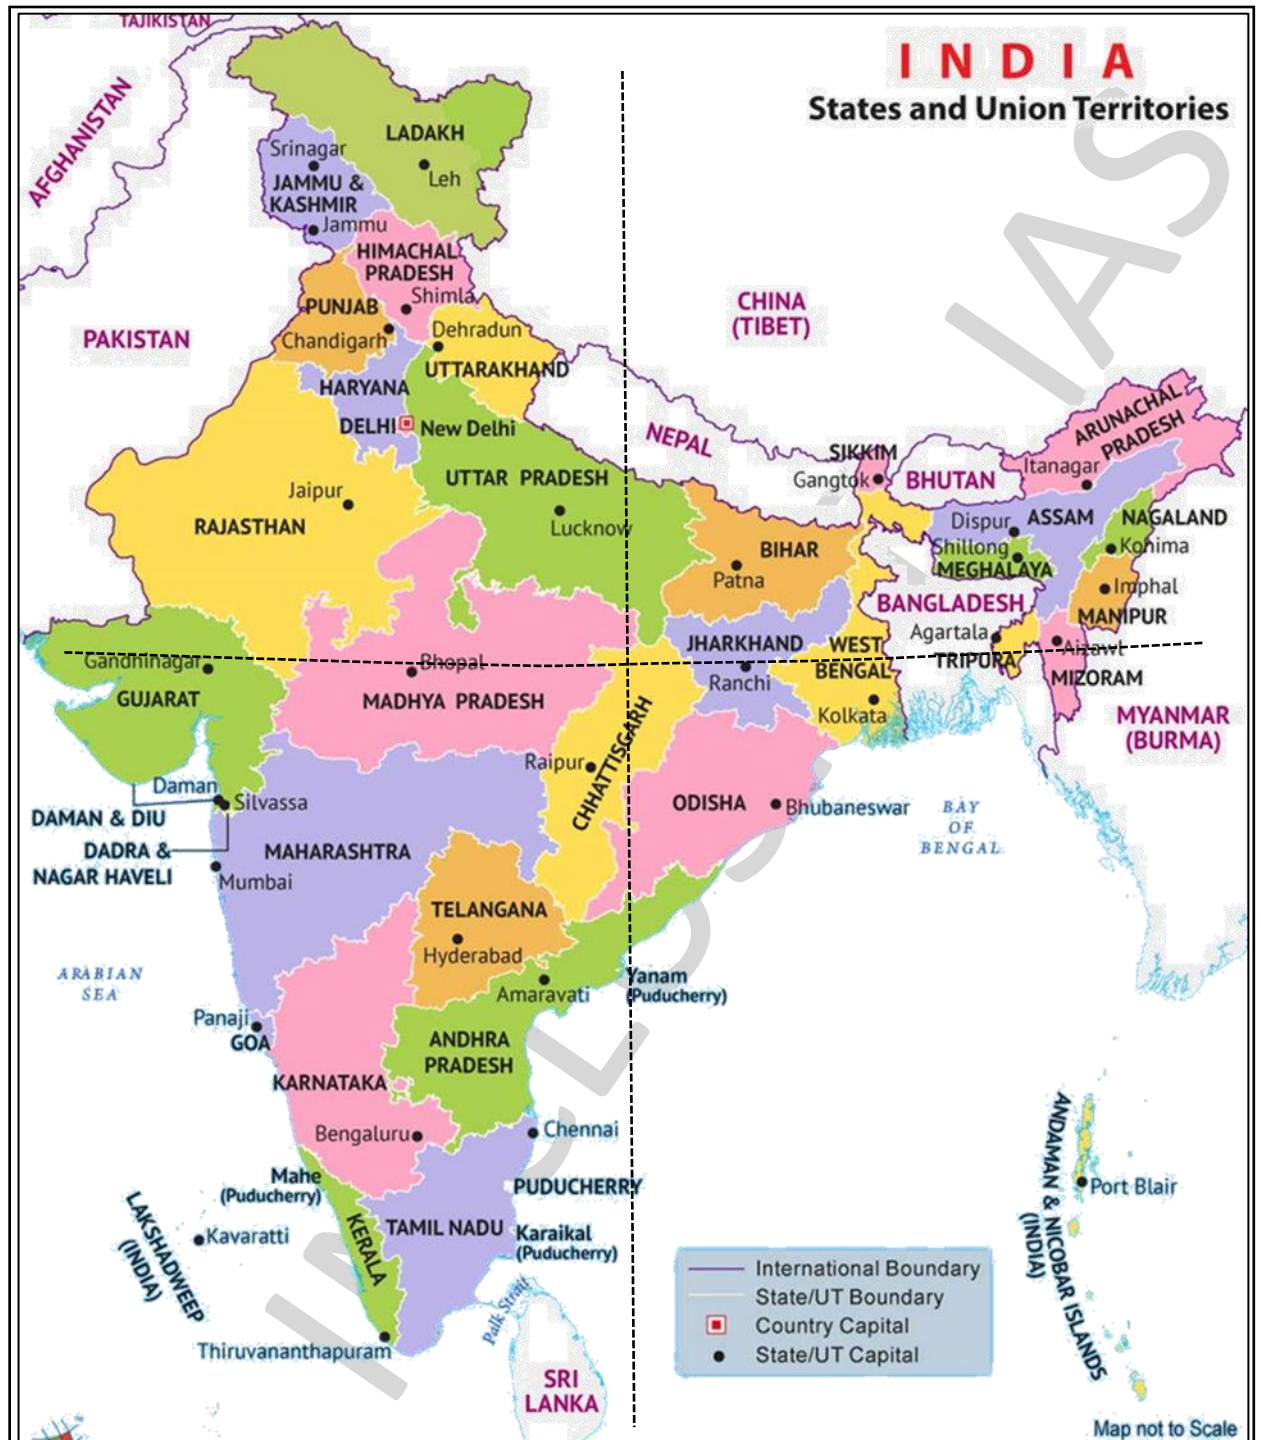 TAJIKISTAN
INDIA
States and Union Territories
AFGHANISTAN
LADAKH
Srinagar
Leh
JAMMU &
KASHMIR
Jammu
HIMACHAL
PRADESH
Shimla
PUNJAB
Chandigarh
CHINA
(TIBET)
PAKISTAN
Dehradun
UTTARAKHAND
HARYANA
DELHI
New Delhi
NEPAL
SIKKIM
Gangtok
BHUTAN
ARUNACHAL
PRADESH
Itanagar
UTTAR PRADESH
Jaipur
RAJASTHAN
Lucknow
BIHAR
Patna
Dispur
ASSAM
NAGALAND
Kohima
Shillong
MEGHALAYA
Imphal
MANIPUR
BANGLADESH
Agartala
TRIPURA
Aizawl
MIZORAM
JHARKHAND
Ranchi
WEST
BENGAL
Kolkata
Gandhinagar
GUJARAT
Bhopal
MADHYA PRADESH
MYANMAR
(BURMA)
CHHATTISGARH
Raipur
ODISHA
Bhubaneswar
Daman
Silvassa
DAMAN & DIU
DADRA &
NAGAR HAVELI
MAHARASHTRA
Mumbai
BAY
OF
BENGAL
TELANGANA
Hyderabad
ARABIAN
SEA
Amaravati
Yanam
(Puducherry)
Panaji
GOA
ANDHRA
PRADESH
KARNATAKA
Bengaluru
Chennai
Mahe
(Puducherry)
PUDUCHERRY
KERALA
TAMIL NADU
Karaikal
(Puducherry)
LAKSHADWEEP
(INDIA)
Kavaratti
Thiruvananthapuram
Palk Strait
SRI
LANKA
ANDAMAN & NICOBAR ISLANDS
(INDIA)
Port Blair
International Boundary
State/UT Boundary
Country Capital
State/UT Capital
Map not to Scale
IAS